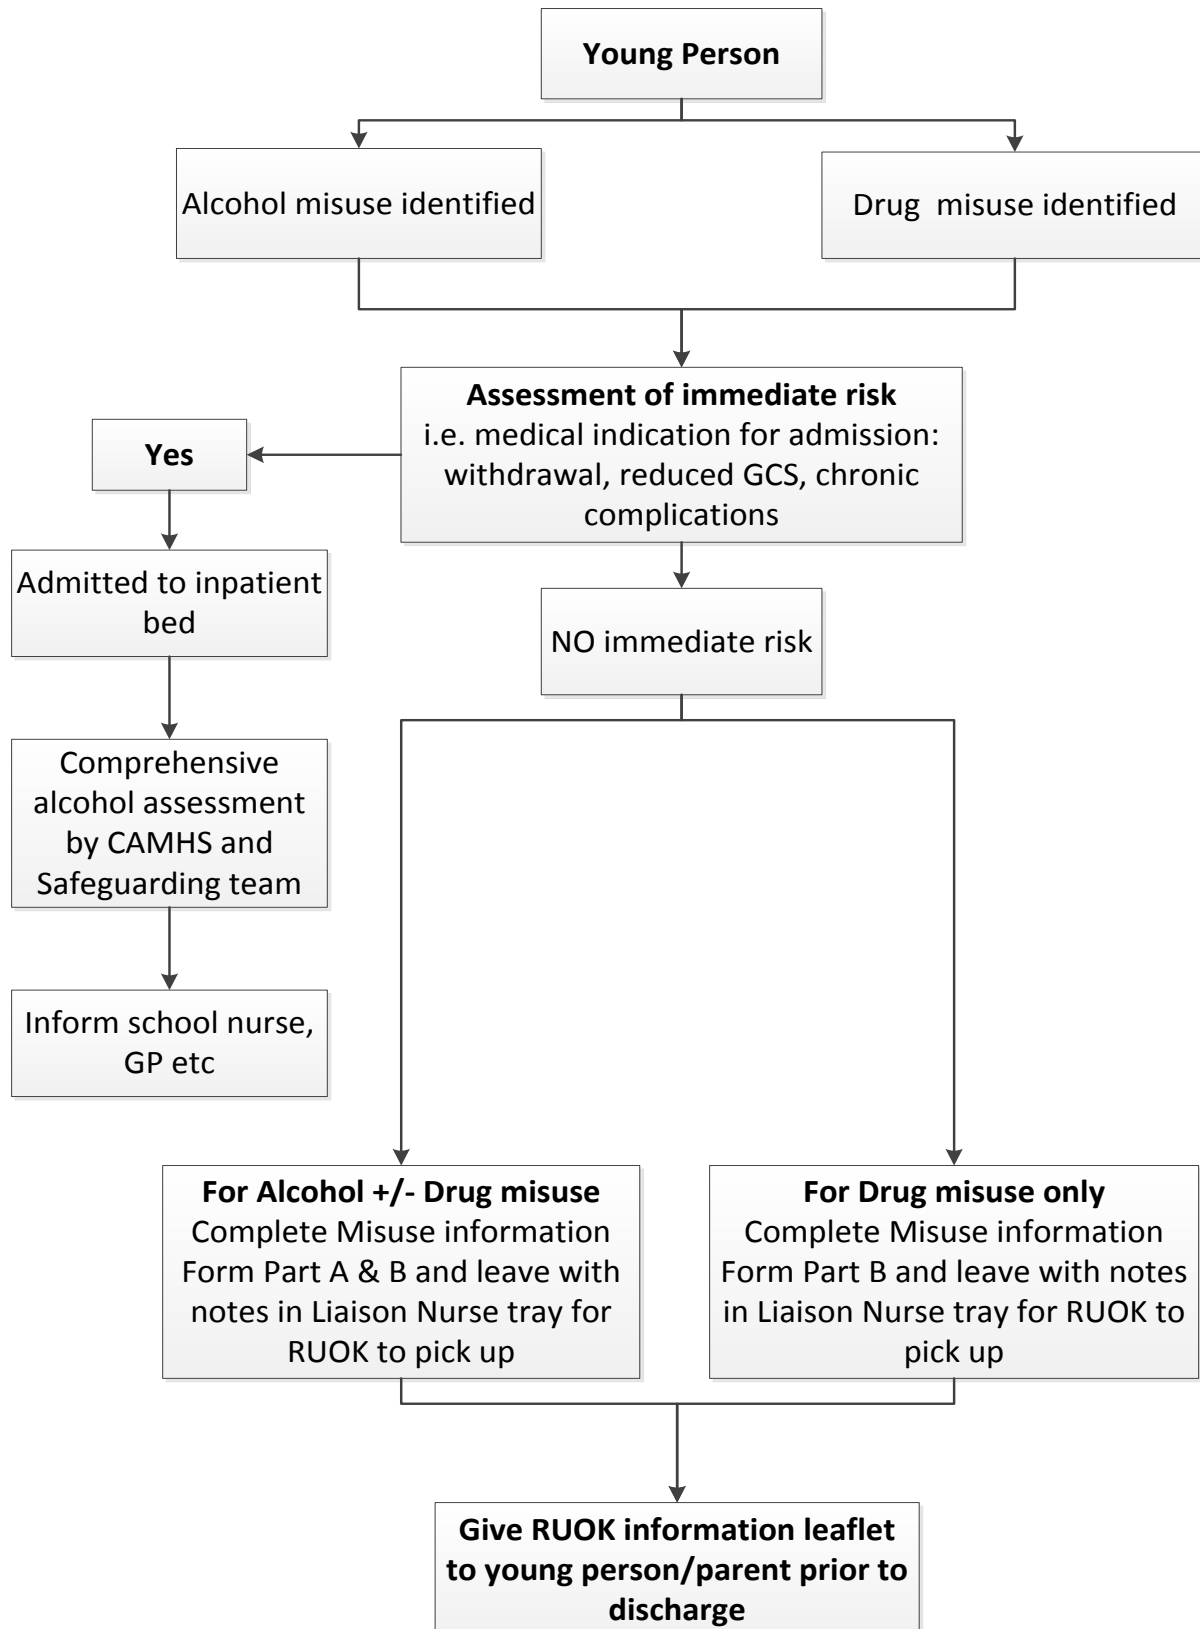 Young Person
Alcohol misuse identified
Drug  misuse identified
Assessment of immediate risk
i.e. medical indication for admission:
withdrawal, reduced GCS, chronic
complications
Yes
Admitted to inpatient
bed
NO immediate risk
Comprehensive
alcohol assessment
by CAMHS and
Safeguarding team
Inform school nurse,
GP etc
For Alcohol +/- Drug misuse
Complete Misuse information
Form Part A & B and leave with
notes in Liaison Nurse tray for
RUOK to pick up
For Drug misuse only
Complete Misuse information
Form Part B and leave with notes
in Liaison Nurse tray for RUOK to
pick up
Give RUOK information leaflet
to young person/parent prior to
discharge